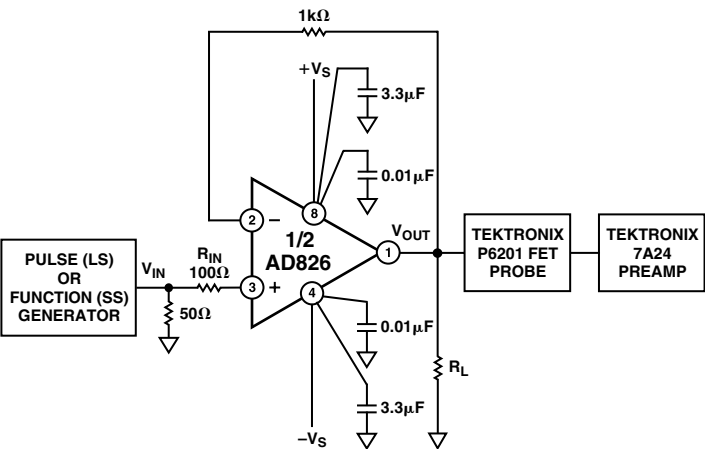 1kΩ
+VS
3.3µF
0.01µF
2
–
8
1/2
AD826
1
VOUT
TEKTRONIX
P6201 FET
PROBE
TEKTRONIX
7A24
PREAMP
PULSE (LS)
OR
FUNCTION (SS)
GENERATOR
VIN
RIN
100Ω
3
+
4
50Ω
0.01µF
RL
3.3µF
–VS